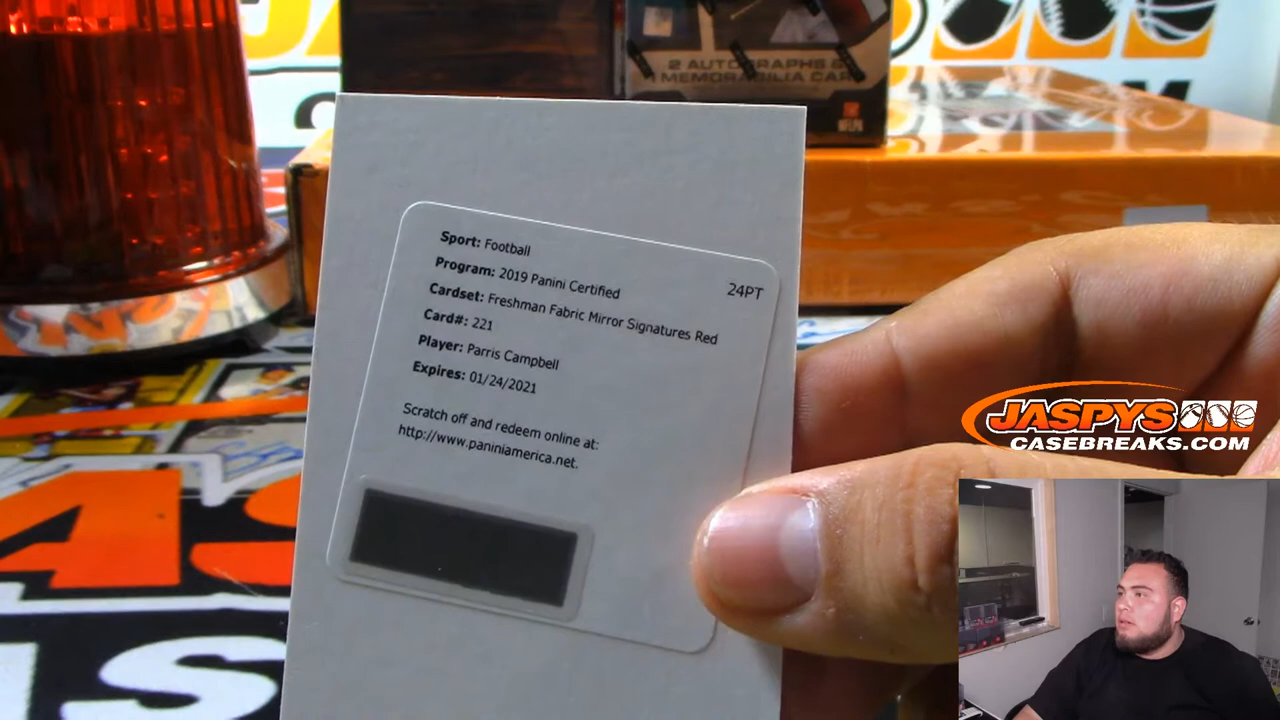 2 AUTOGRAPHS &
1 MEMORABILIA CARD
Sport: Football
Program: 2019 Panini Certified
24PT
Cardset: Freshman Fabric Mirror Signatures Red
Card#: 221
Player: Parris Campbell
Expires: 01/24/2021
Scratch off and redeem online at:
http://www.paniniamerica.net.
JASPYS
CASEBREAKS.COM